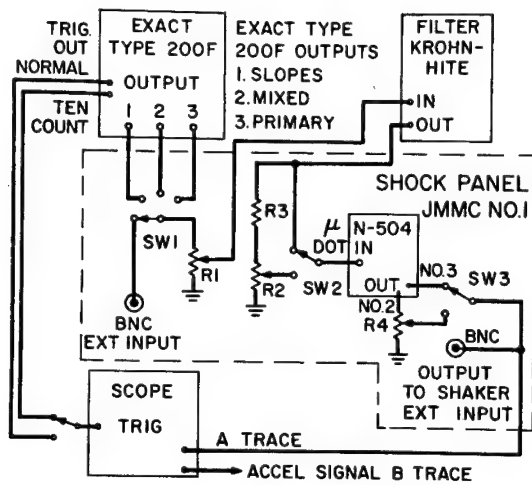 TRIG.
OUT
NORMAL
TEN
COUNT
EXACT
TYPE 200F
OUTPUT
1 2 3
EXACT TYPE
200F OUTPUTS
1. SLOPES
2. MIXED
3. PRIMARY
FILTER
KROHN-
HITE
IN
OUT
SHOCK PANEL
JMMC NO.1
SW1
R1
BNC
EXT INPUT
R3
R2
SW2
μ
DOT IN
N-504
OUT
NO.3
SW3
NO.2
R4
BNC
OUTPUT
TO SHAKER
EXT INPUT
SCOPE
TRIG
A TRACE
ACCEL SIGNAL B TRACE